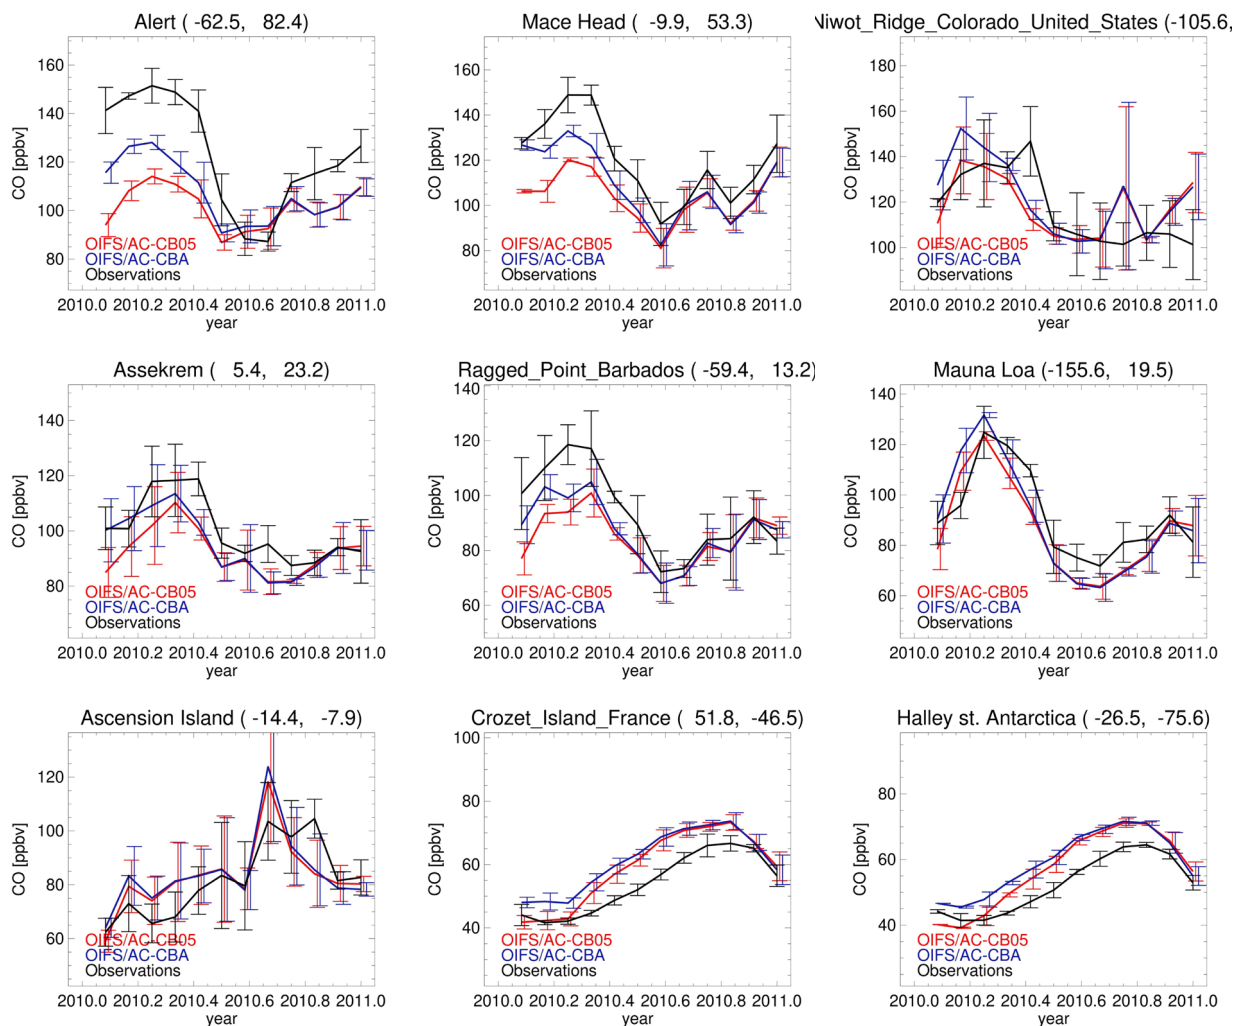 Alert ( -62.5, 82.4)
CO [ppbv]
160
140
120
100
80
OIFS/AC-CB05
OIFS/AC-CBA
Observations
2010.0 2010.2 2010.4 2010.6 2010.8 2011.0
year
Mace Head ( -9.9, 53.3)
CO [ppbv]
160
140
120
100
80
OIFS/AC-CB05
OIFS/AC-CBA
Observations
2010.0 2010.2 2010.4 2010.6 2010.8 2011.0
year
Niwot_Ridge_Colorado_United_States (-105.6,
CO [ppbv]
180
160
140
120
100
OIFS/AC-CB05
OIFS/AC-CBA
Observations
2010.0 2010.2 2010.4 2010.6 2010.8 2011.0
year
Assekrem ( 5.4, 23.2)
CO [ppbv]
140
120
100
80
OIFS/AC-CB05
OIFS/AC-CBA
Observations
2010.0 2010.2 2010.4 2010.6 2010.8 2011.0
year
Ragged_Point_Barbados ( -59.4, 13.2)
CO [ppbv]
140
120
100
80
60
OIFS/AC-CB05
OIFS/AC-CBA
Observations
2010.0 2010.2 2010.4 2010.6 2010.8 2011.0
year
Mauna Loa (-155.6, 19.5)
CO [ppbv]
140
120
100
80
60
OIFS/AC-CB05
OIFS/AC-CBA
Observations
2010.0 2010.2 2010.4 2010.6 2010.8 2011.0
year
Ascension Island ( -14.4, -7.9)
CO [ppbv]
120
100
80
60
OIFS/AC-CB05
OIFS/AC-CBA
Observations
2010.0 2010.2 2010.4 2010.6 2010.8 2011.0
year
Crozet_Island_France ( 51.8, -46.5)
CO [ppbv]
100
80
60
40
OIFS/AC-CB05
OIFS/AC-CBA
Observations
2010.0 2010.2 2010.4 2010.6 2010.8 2011.0
year
Halley st. Antarctica ( -26.5, -75.6)
CO [ppbv]
80
60
40
OIFS/AC-CB05
OIFS/AC-CBA
Observations
2010.0 2010.2 2010.4 2010.6 2010.8 2011.0
year